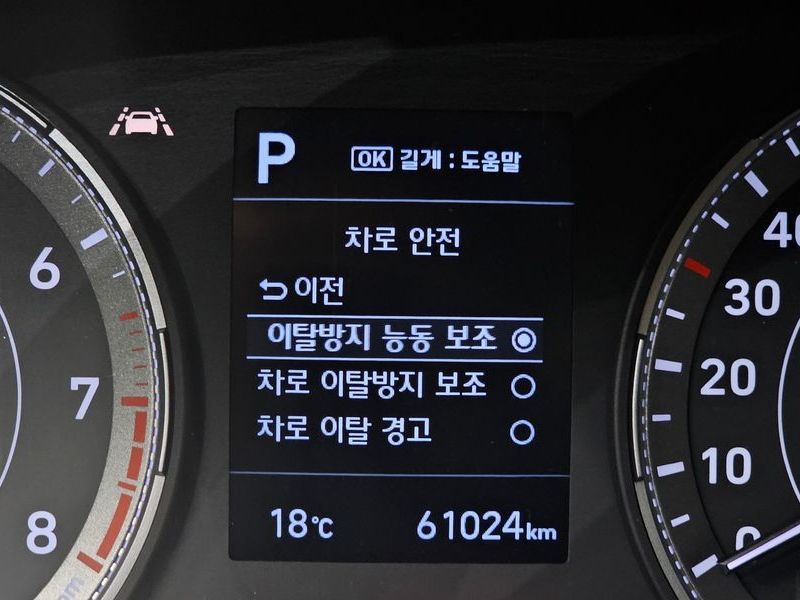 P
OK 길게 : 도움말
차로 안전
이전
이탈방지 능동 보조
차로 이탈방지 보조
차로 이탈 경고
18℃ 61024km
6
7
8
40
30
20
10
0